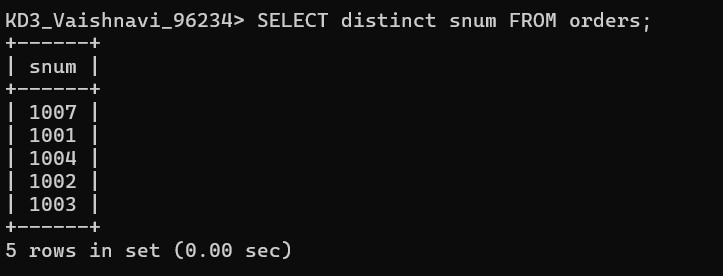 KD3_Vaishnavi_96234> SELECT distinct snum FROM orders;
+------+
| snum |
+------+
| 1007 |
| 1001 |
| 1004 |
| 1002 |
| 1003 |
+------+
5 rows in set (0.00 sec)